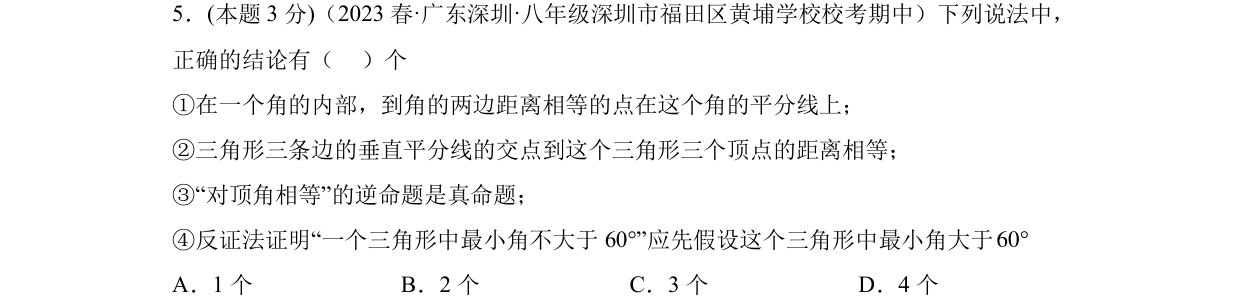 5．(本题 3 分)（2023 春·广东深圳·八年级深圳市福田区黄埔学校校考期中）下列说法中，
正确的结论有（　）个
①在一个角的内部，到角的两边距离相等的点在这个角的平分线上；
②三角形三条边的垂直平分线的交点到这个三角形三个顶点的距离相等；
③“对顶角相等”的逆命题是真命题；
④反证法证明“一个三角形中最小角不大于 60°”应先假设这个三角形中最小角大于60°
A．1 个　B．2 个　C．3 个　D．4 个